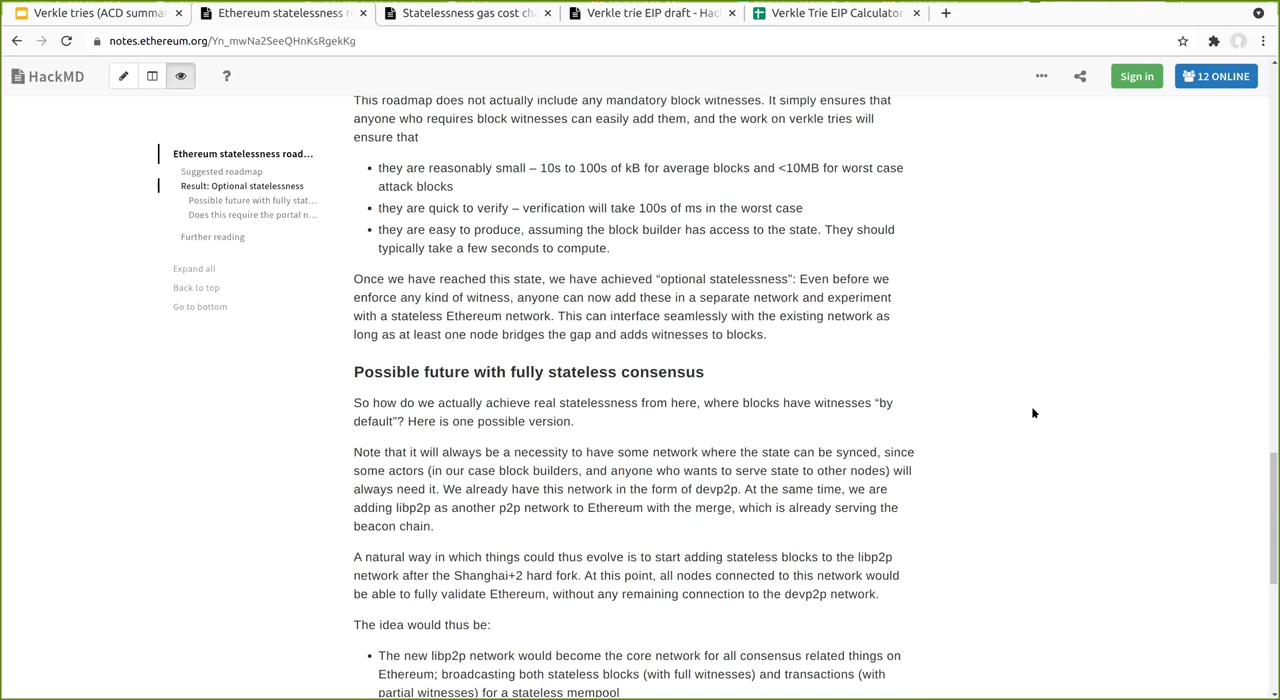 Verkle tries (ACD summa
Ethereum statelessness r
Statelessness gas cost ch
Verkle trie EIP draft - Hac
Verkle Trie EIP Calculator
notes.ethereum.org/Yn_mwNa2SeeQHnKsRgekKg
HackMD
?
Sign in
12 ONLINE
Ethereum statelessness road…
Suggested roadmap
Result: Optional statelessness
Possible future with fully stat…
Does this require the portal n…
Further reading
Expall all
Back to top
Go to bottom
This roadmap does not actually include any mandatory block witnesses. It simply ensures that
anyone who requires block witnesses can easily add them, and the work on verkle tries will
ensure that
• they are reasonably small – 10s to 100s of kB for average blocks and <10MB for worst case
attack blocks
• they are quick to verify – verification will take 100s of ms in the worst case
• they are easy to produce, assuming the block builder has access to the state. They should
typically take a few seconds to compute.
Once we have reached this state, we have achieved “optional statelessness”: Even before we
enforce any kind of witness, anyone can now add these in a separate network and experiment
with a stateless Ethereum network. This can interface seamlessly with the existing network as
long as at least one node bridges the gap and adds witnesses to blocks.
Possible future with fully stateless consensus
So how do we actually achieve real statelessness from here, where blocks have witnesses “by
default”? Here is one possible version.
Note that it will always be a necessity to have some network where the state can be synced, since
some actors (in our case block builders, and anyone who wants to serve state to other nodes) will
always need it. We already have this network in the form of devp2p. At the same time, we are
adding libp2p as another p2p network to Ethereum with the merge, which is already serving the
beacon chain.
A natural way in which things could thus evolve is to start adding stateless blocks to the libp2p
network after the Shanghai+2 hard fork. At this point, all nodes connected to this network would
be able to fully validate Ethereum, without any remaining connection to the devp2p network.
The idea would thus be:
• The new libp2p network would become the core network for all consensus related things on
Ethereum; broadcasting both stateless blocks (with full witnesses) and transactions (with
partial witnesses) for a stateless mempool